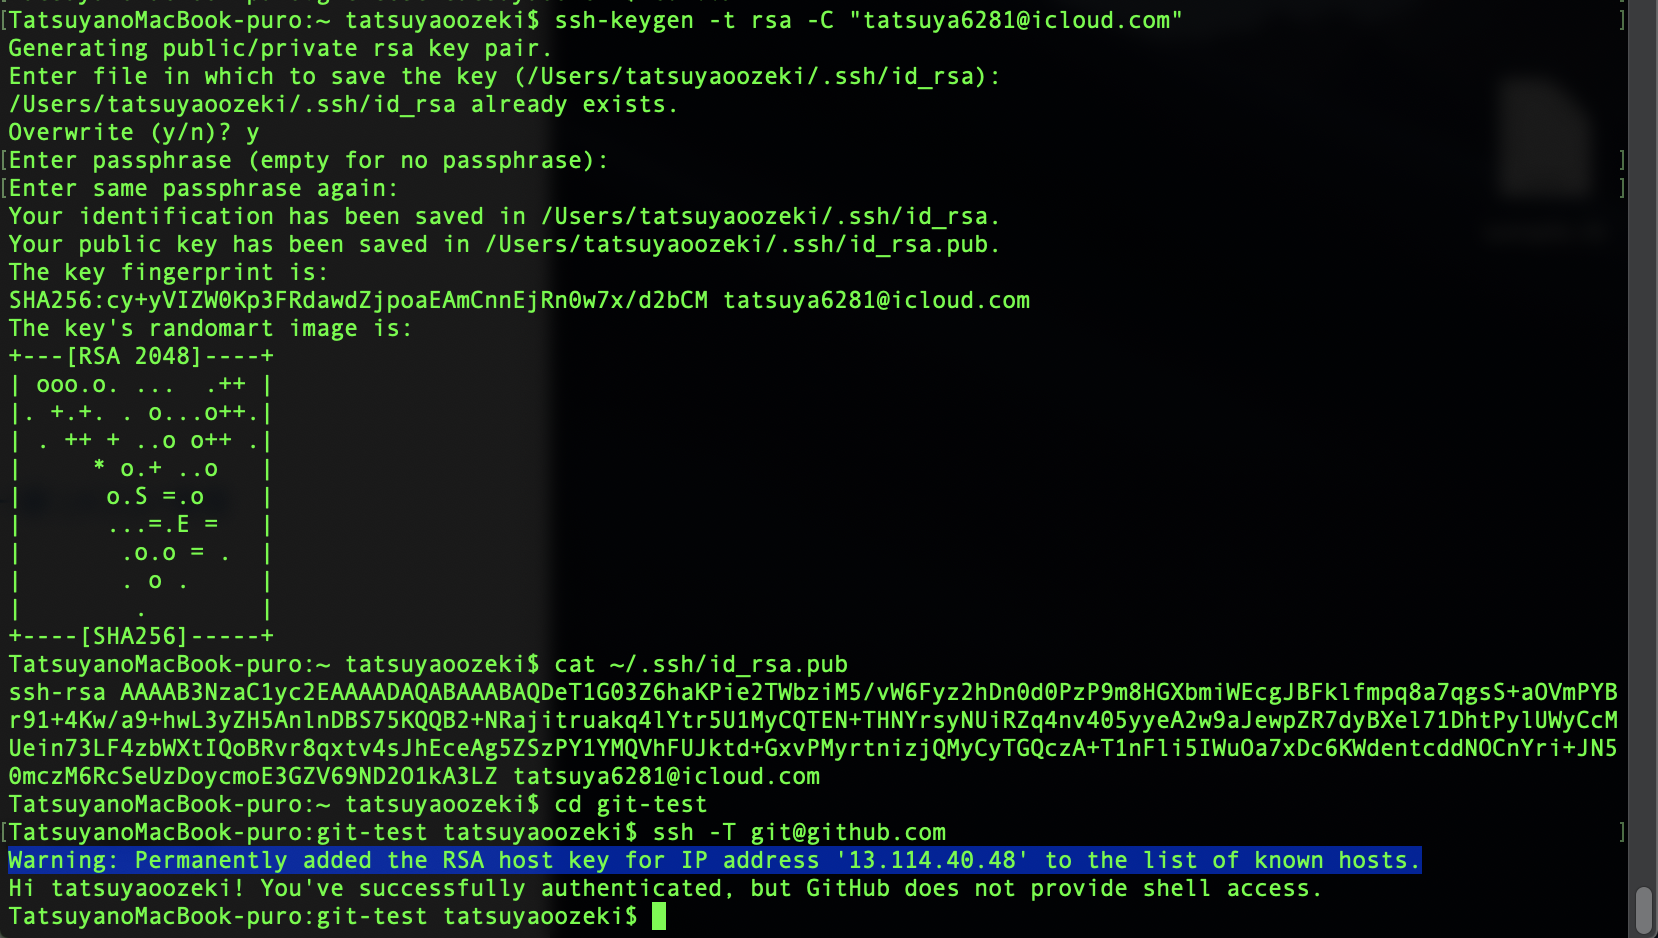 [TatsuyanoMacBook-puro:~ tatsuyaoozeki$ ssh-keygen -t rsa -C "tatsuya6281@icloud.com" ]
Generating public/private rsa key pair.
Enter file in which to save the key (/Users/tatsuyaoozeki/.ssh/id_rsa):
/Users/tatsuyaoozeki/.ssh/id_rsa already exists.
Overwrite (y/n)? y
[Enter passphrase (empty for no passphrase): ]
[Enter same passphrase again: ]
Your identification has been saved in /Users/tatsuyaoozeki/.ssh/id_rsa.
Your public key has been saved in /Users/tatsuyaoozeki/.ssh/id_rsa.pub.
The key fingerprint is:
SHA256:cy+yVIZW0Kp3FRdawdZjpoaEAmCnnEjRn0w7x/d2bCM tatsuya6281@icloud.com
The key's randomart image is:
+---[RSA 2048]----+
| ooo.o. ...  .++ |
|. +.+. . o...o++.|
| . ++ + ..o o++ .|
|     * o.+ ..o   |
|      o.S =.o    |
|      ...=.E =   |
|       .o.o = .  |
|       . o .     |
|        .        |
+----[SHA256]-----+
TatsuyanoMacBook-puro:~ tatsuyaoozeki$ cat ~/.ssh/id_rsa.pub
ssh-rsa AAAAB3NzaC1yc2EAAAADAQABAAABAQDeT1G03Z6haKPie2TWbziM5/vW6Fyz2hDn0d0PzP9m8HGXbmiWEcgJBFklfmpq8a7qgsS+aOVmPYB
r91+4Kw/a9+hwL3yZH5AnlnDBS75KQQB2+NRajitruakq4lYtr5U1MyCQTEN+THNYrsyNUiRZq4nv405yyeA2w9aJewpZR7dyBXel71DhtPylUWyCcM
Uein73LF4zbWXtIQoBRvr8qxtv4sJhEceAg5ZSzPY1YMQVhFUJktd+GxvPMyrtnizjQMyCyTGQczA+T1nFli5IWuOa7xDc6KWdentcddNOCnYri+JN5
0mczM6RcSeUzDoycmoE3GZV69ND2O1kA3LZ tatsuya6281@icloud.com
TatsuyanoMacBook-puro:~ tatsuyaoozeki$ cd git-test
[TatsuyanoMacBook-puro:git-test tatsuyaoozeki$ ssh -T git@github.com ]
Warning: Permanently added the RSA host key for IP address '13.114.40.48' to the list of known hosts.
Hi tatsuyaoozeki! You've successfully authenticated, but GitHub does not provide shell access.
TatsuyanoMacBook-puro:git-test tatsuyaoozeki$